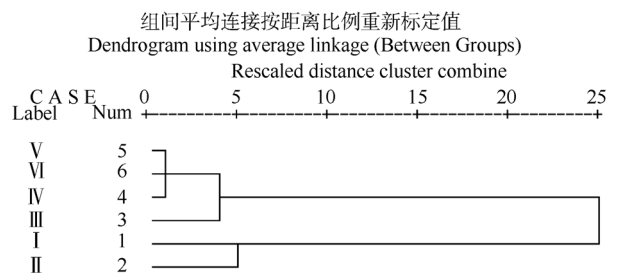 组间平均连接按距离比例重新标定值
Dendrogram using average linkage (Between Groups)
Rescaled distance cluster combine
C A S E 0 5 10 15 20 25
Label Num
Ⅴ 5
Ⅵ 6
Ⅳ 4
Ⅲ 3
Ⅰ 1
Ⅱ 2